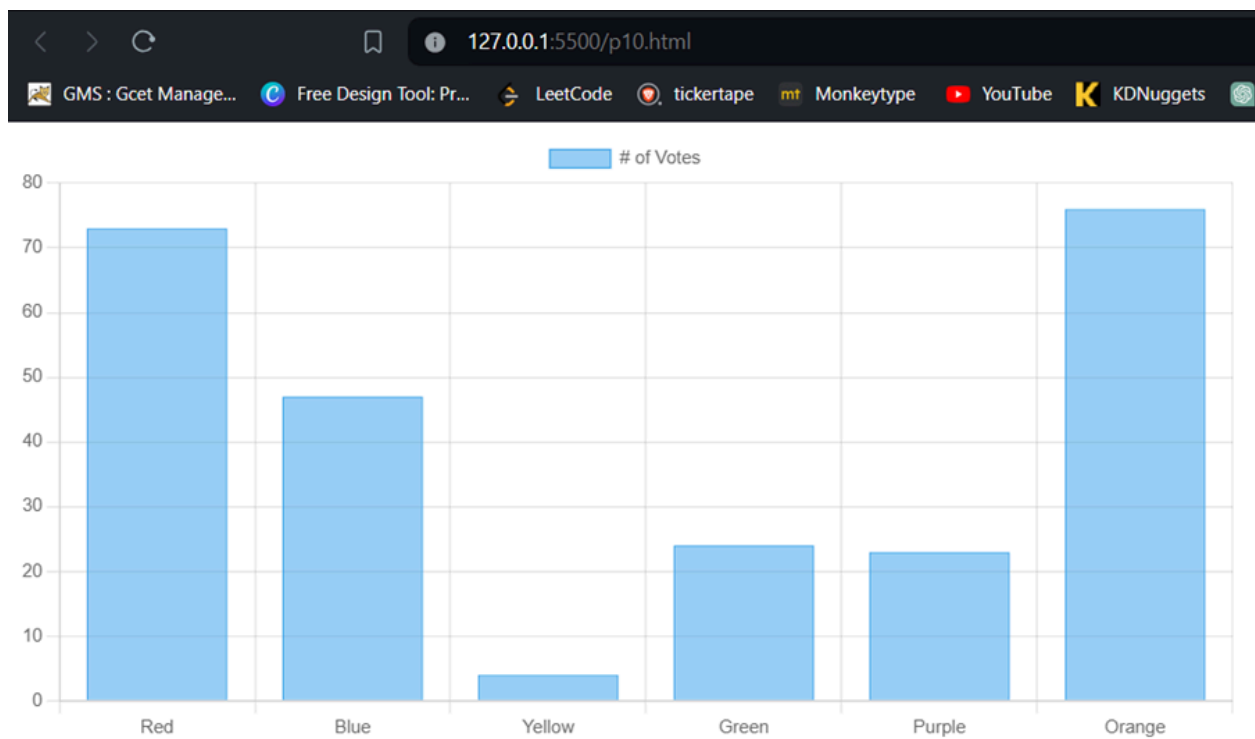 127.0.0.1:5500/p10.html
GMS : Gcet Manage... Free Design Tool: Pr... LeetCode tickertape mt Monkeytype YouTube KDNuggets
# of Votes
80
70
60
50
40
30
20
10
0
Red Blue Yellow Green Purple Orange